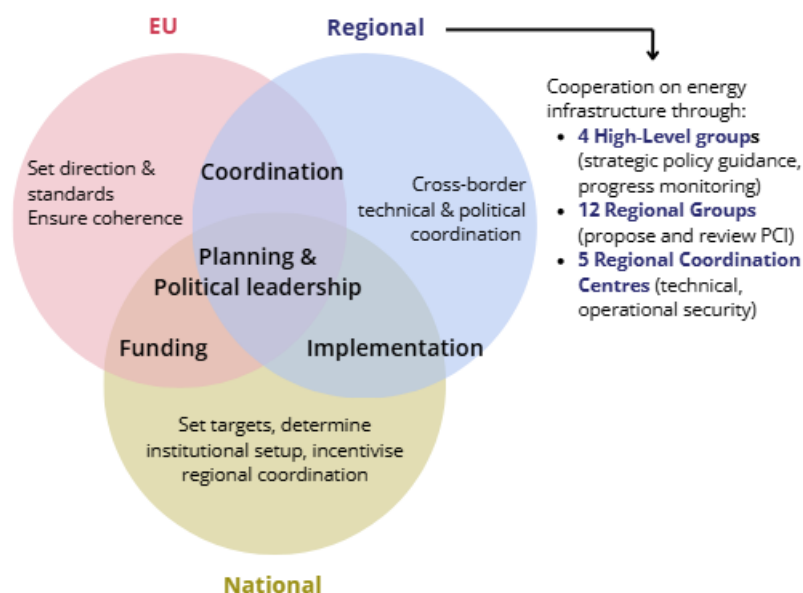 EU
Regional
Cooperation on energy
infrastructure through:
• 4 High-Level groups
(strategic policy guidance,
progress monitoring)
• 12 Regional Groups
(propose and review PCI)
• 5 Regional Coordination
Centres (technical,
operational security)
Set direction &
standards
Ensure coherence
Coordination
Cross-border
technical & political
coordination
Planning &
Political leadership
Funding
Implementation
Set targets, determine
institutional setup, incentivise
regional coordination
National